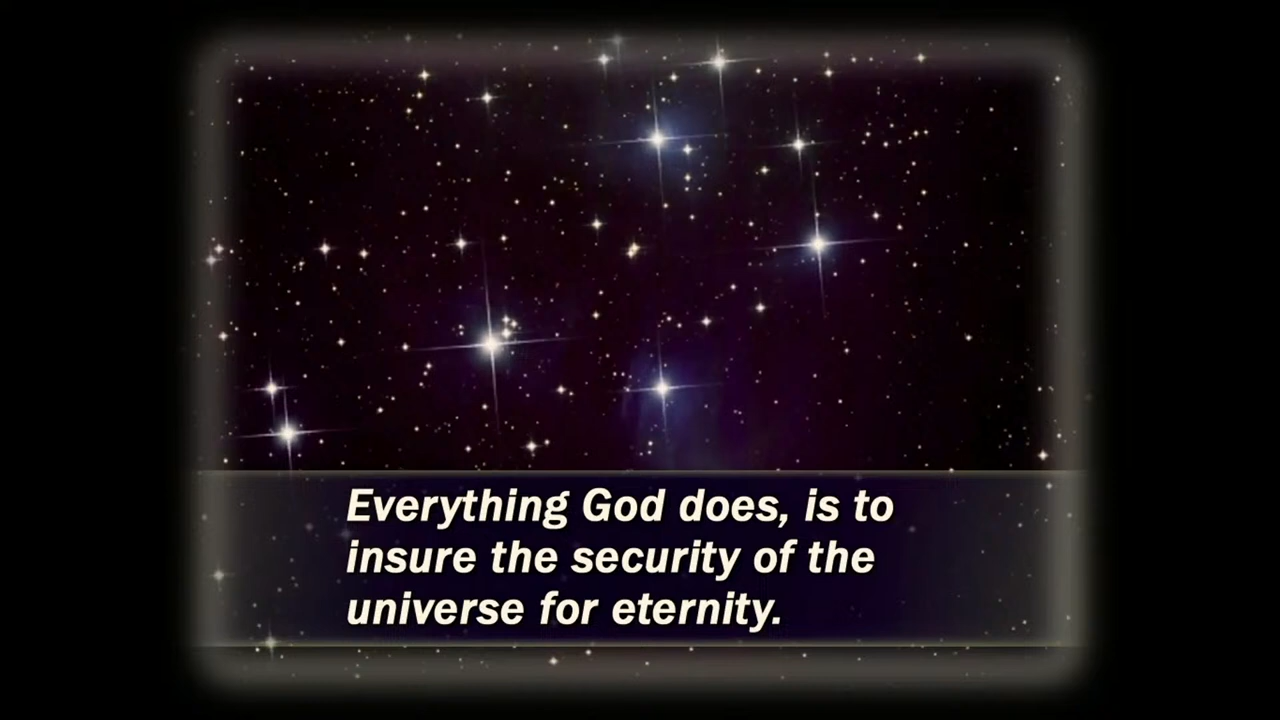 Everything God does, is to
insure the security of the
universe for eternity.